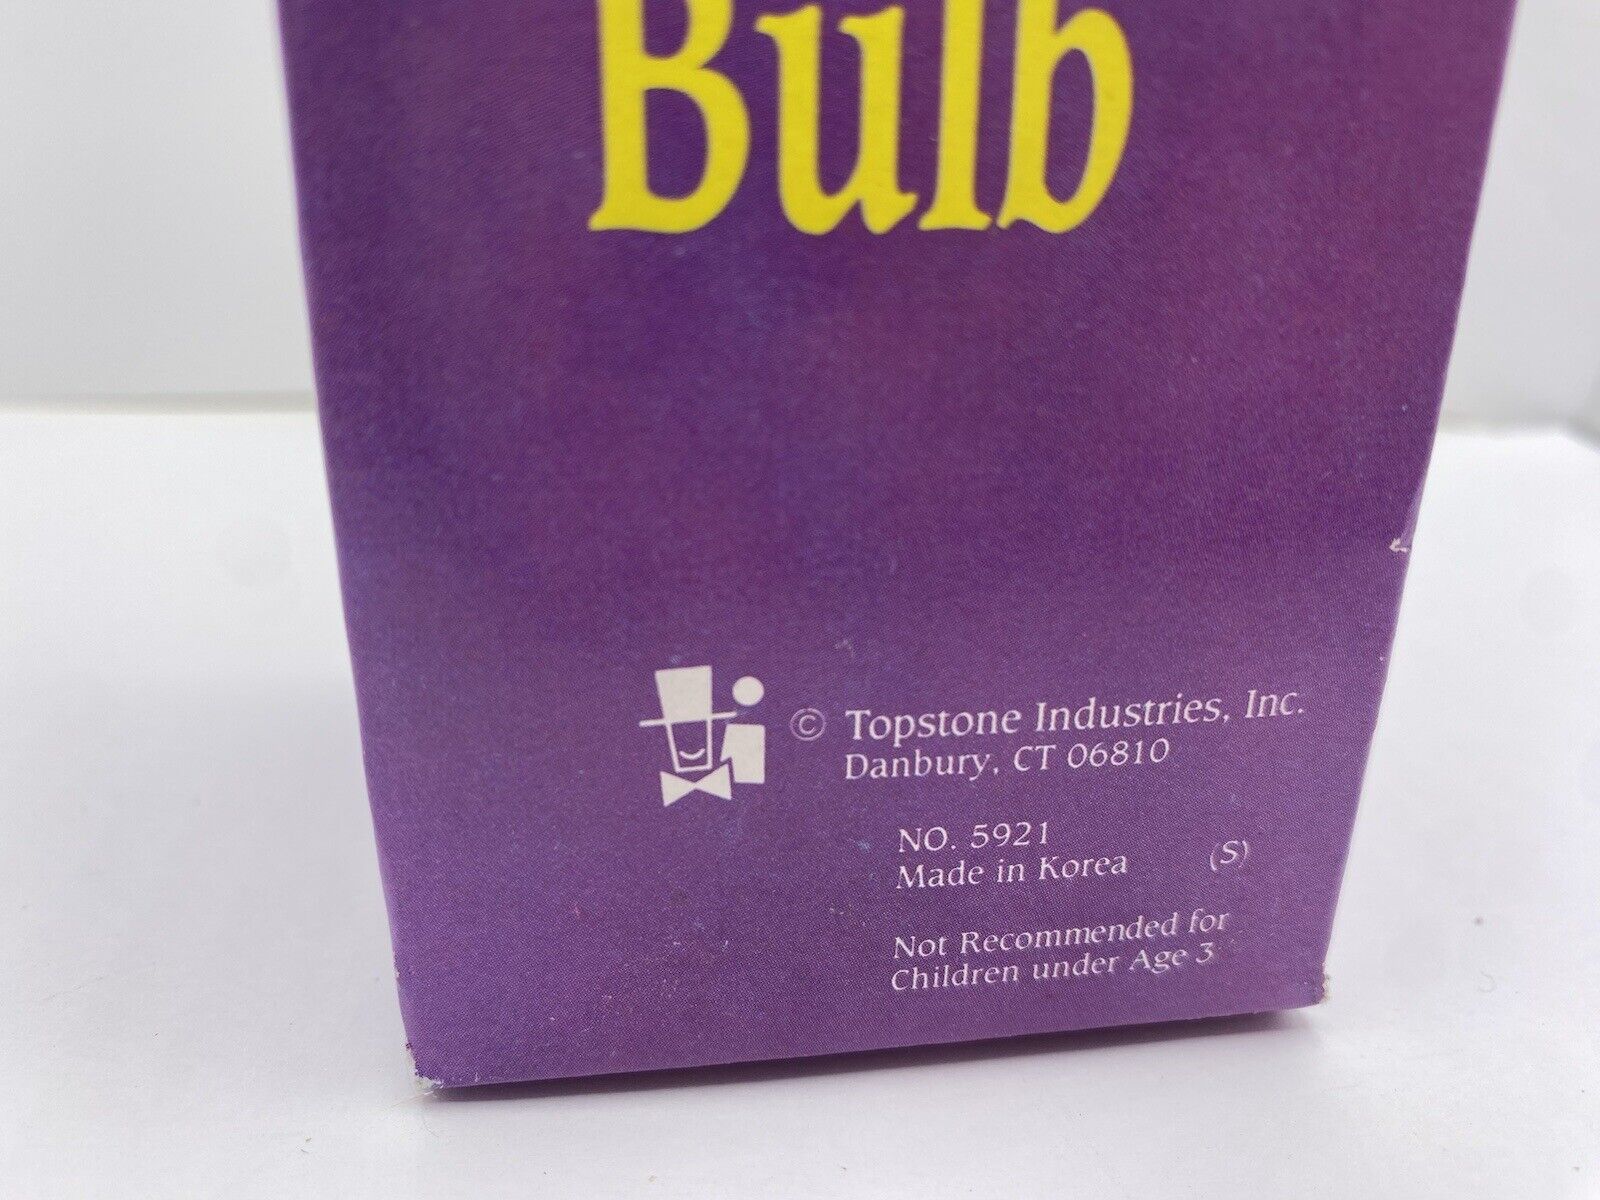 Bulb
© Topstone Industries, Inc.
Danbury, CT 06810
NO. 5921
Made in Korea (S)
Not Recommended for
Children under Age 3